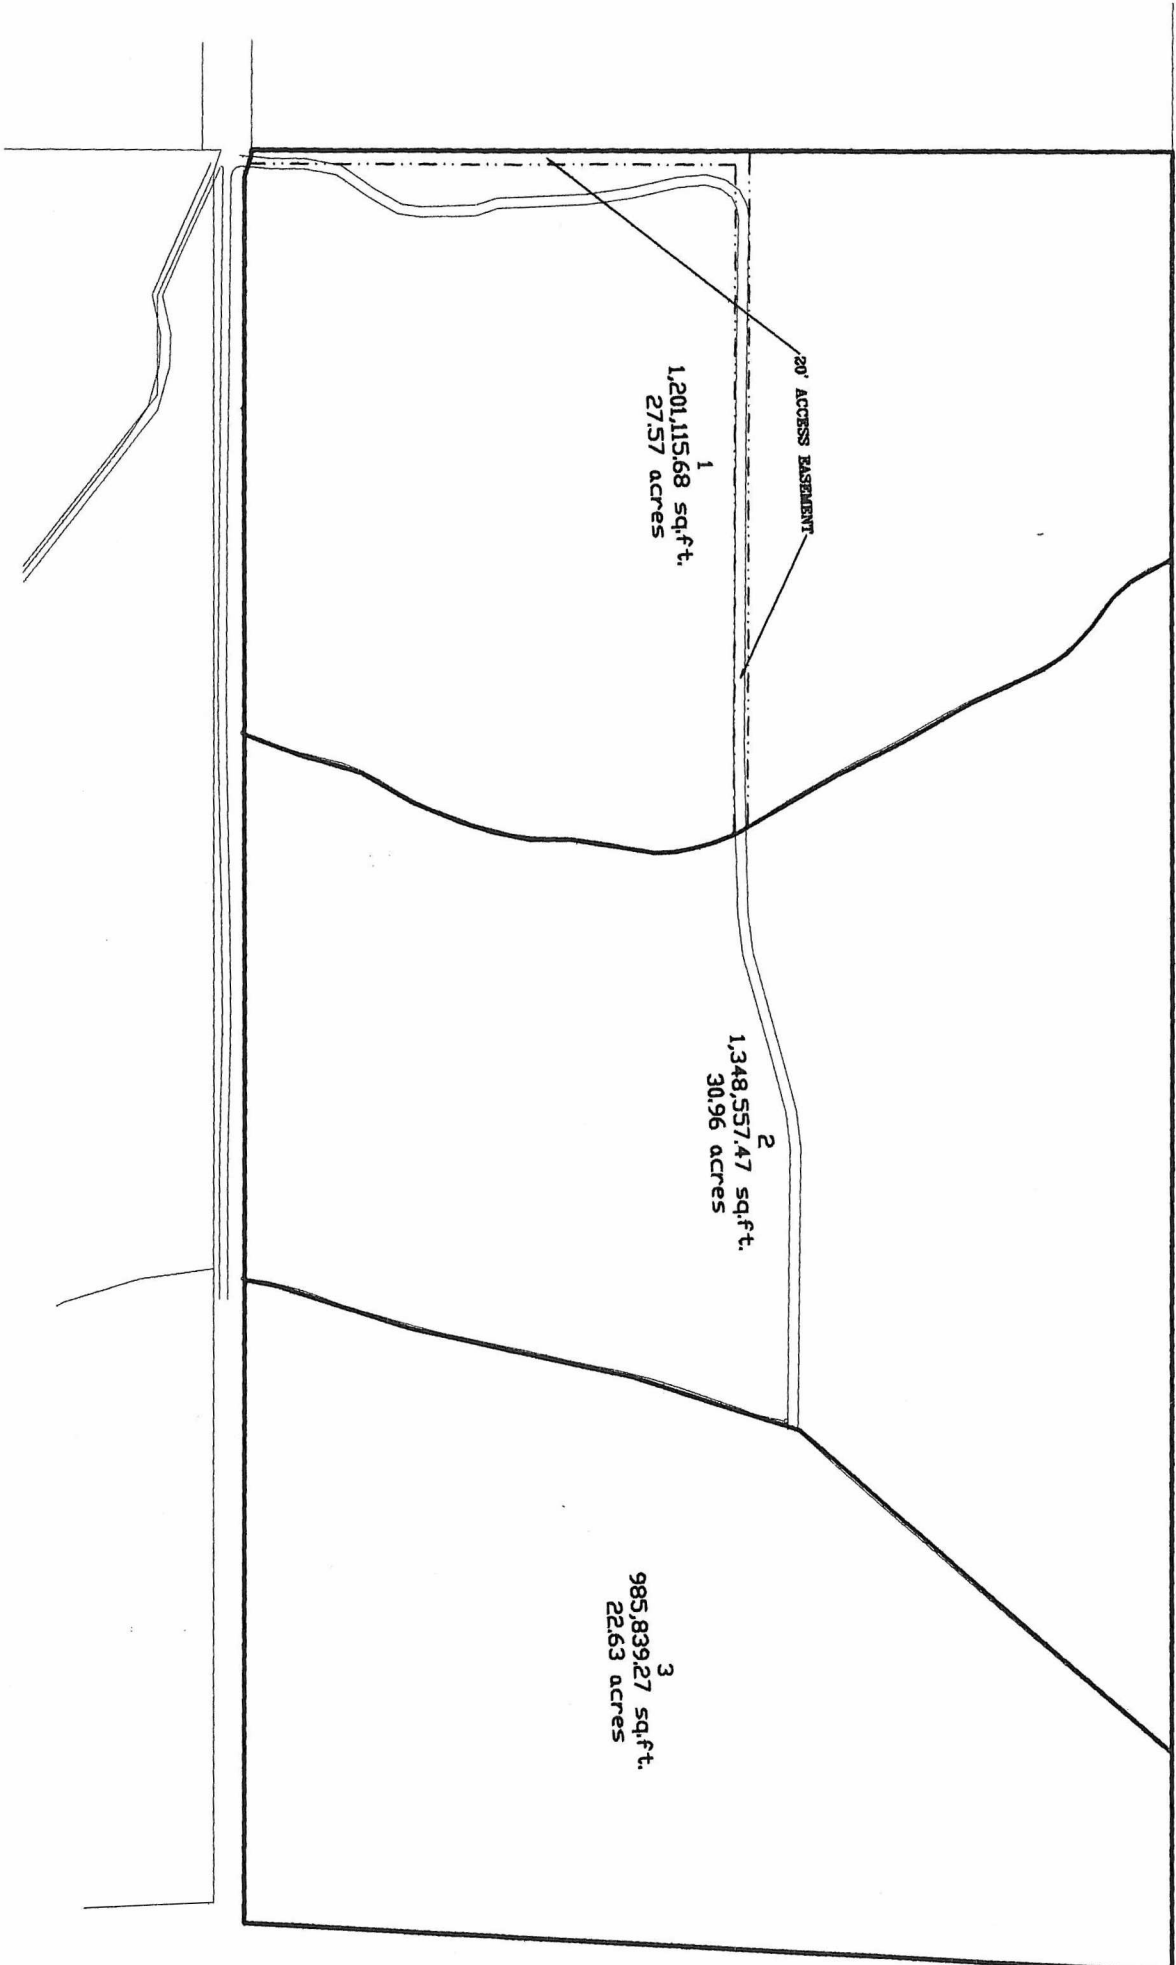 20' ACCESS EASEMENT
1
1,201,115.68 sq.ft.
27.57 acres
2
1,348,557.47 sq.ft.
30.96 acres
3
985,839.27 sq.ft.
22.63 acres